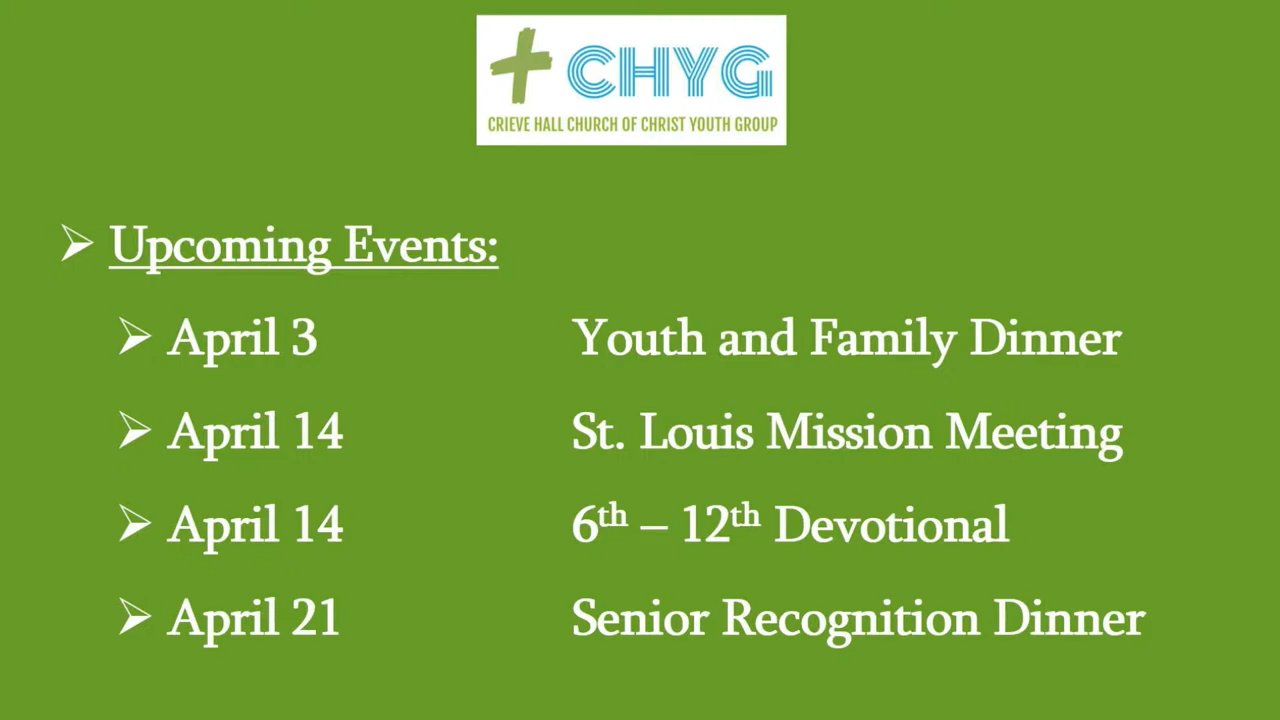 CHYG
CRIEVE HALL CHURCH OF CHRIST YOUTH GROUP
Upcoming Events:
April 3 Youth and Family Dinner
April 14 St. Louis Mission Meeting
April 14 6th – 12th Devotional
April 21 Senior Recognition Dinner